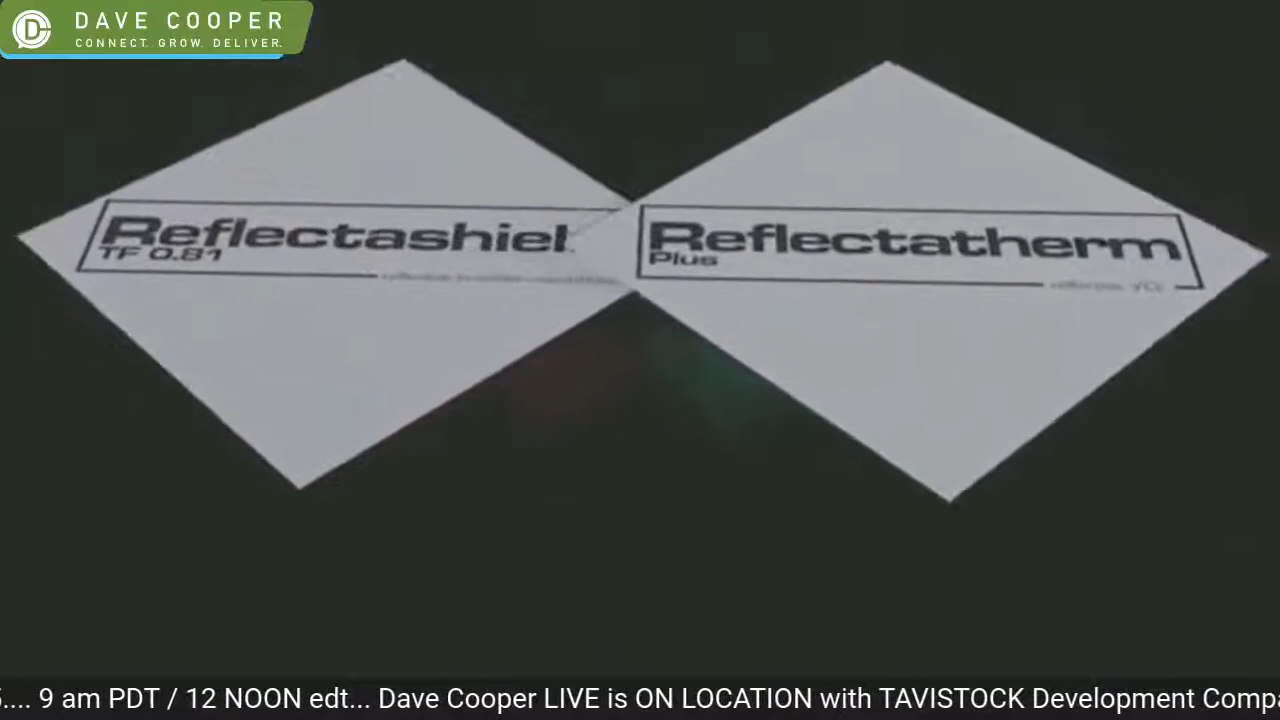 DAVE COOPER
CONNECT. GROW. DELIVER.
Reflectashiel
TF 0.81
Reflectatherm
Plus
.... 9 am PDT / 12 NOON edt... Dave Cooper LIVE is ON LOCATION with TAVISTOCK Development Compa